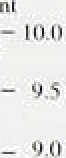 nt
– 10.0
– 9.5
– 9.0